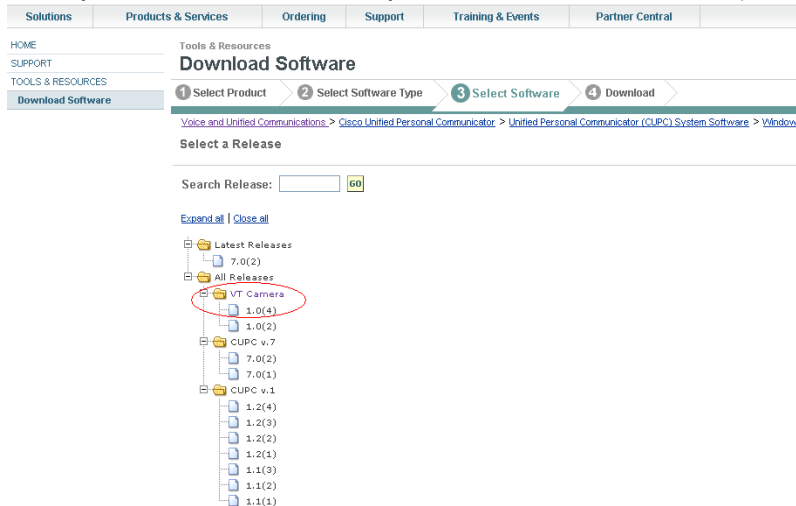 Solutions Products & Services Ordering Support Training & Events Partner Central
HOME
SUPPORT
TOOLS & RESOURCES
Download Software
Tools & Resources
Download Software
1 Select Product 2 Select Software Type 3 Select Software 4 Download
Voice and Unified Communications > Cisco Unified Personal Communicator > Unified Personal Communicator (CUPC) System Software >
Select a Release
Search Release: GO
Expand all | Close all
Latest Releases
7.0(2)
All Releases
VT Camera
1.0(4)
1.0(2)
CUPC v.7
7.0(2)
7.0(1)
CUPC v.1
1.2(4)
1.2(3)
1.2(2)
1.2(1)
1.1(3)
1.1(2)
1.1(1)